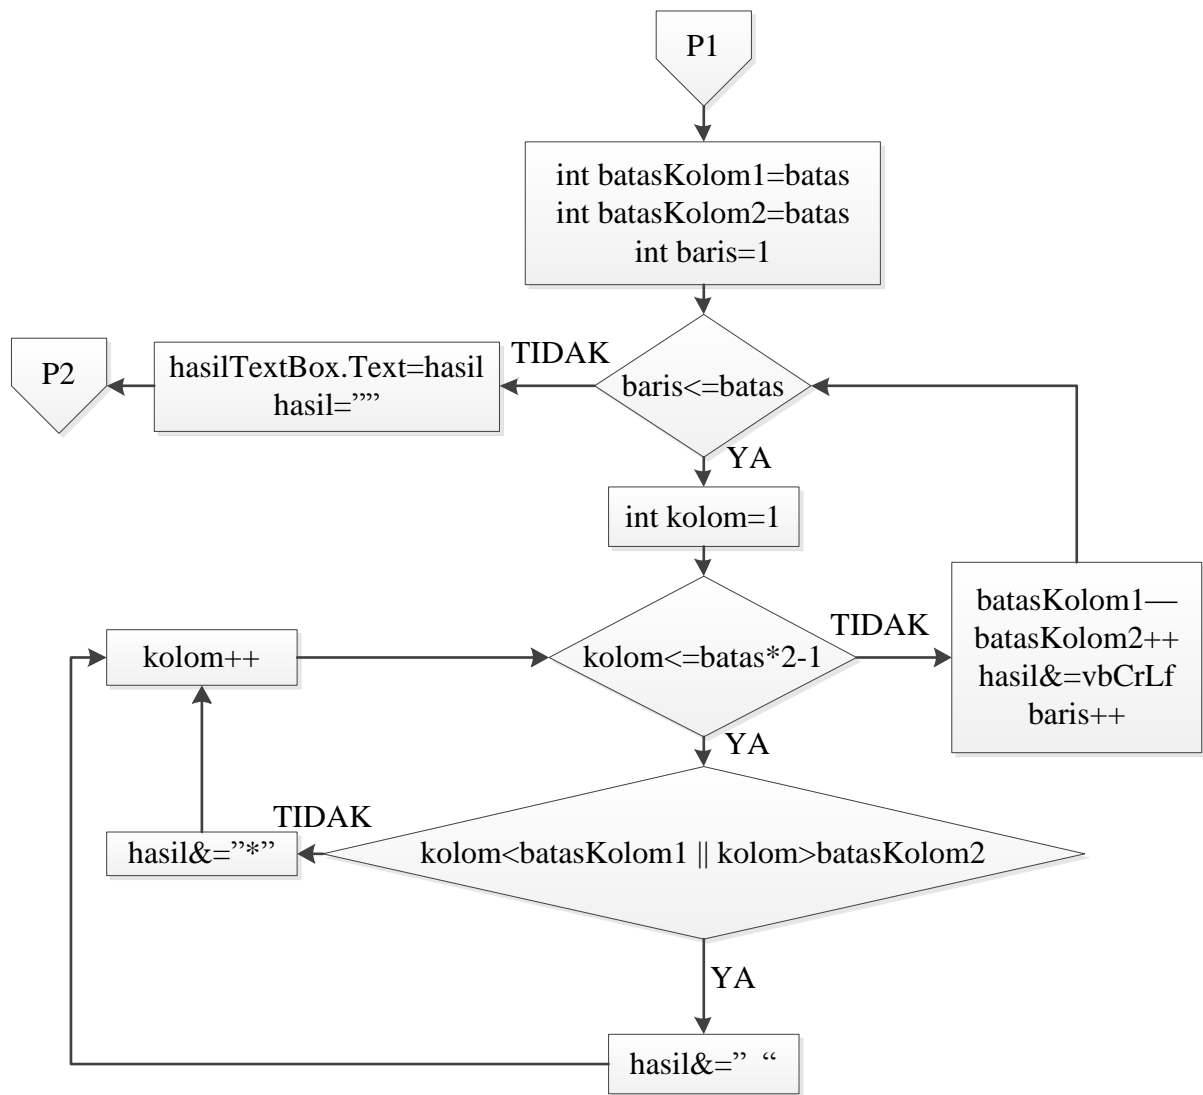 P1
int batasKolom1=batas
int batasKolom2=batas
int baris=1
P2
hasilTextBox.Text=hasil
hasil=””
TIDAK
baris<=batas
YA
int kolom=1
kolom++
kolom<=batas*2-1
TIDAK
batasKolom1—
batasKolom2++
hasil&=vbCrLf
baris++
YA
hasil&=”*”
TIDAK
kolom<batasKolom1 || kolom>batasKolom2
YA
hasil&=”  “